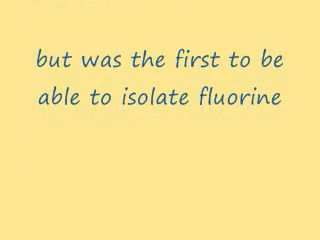 but was the first to be
able to isolate fluorine